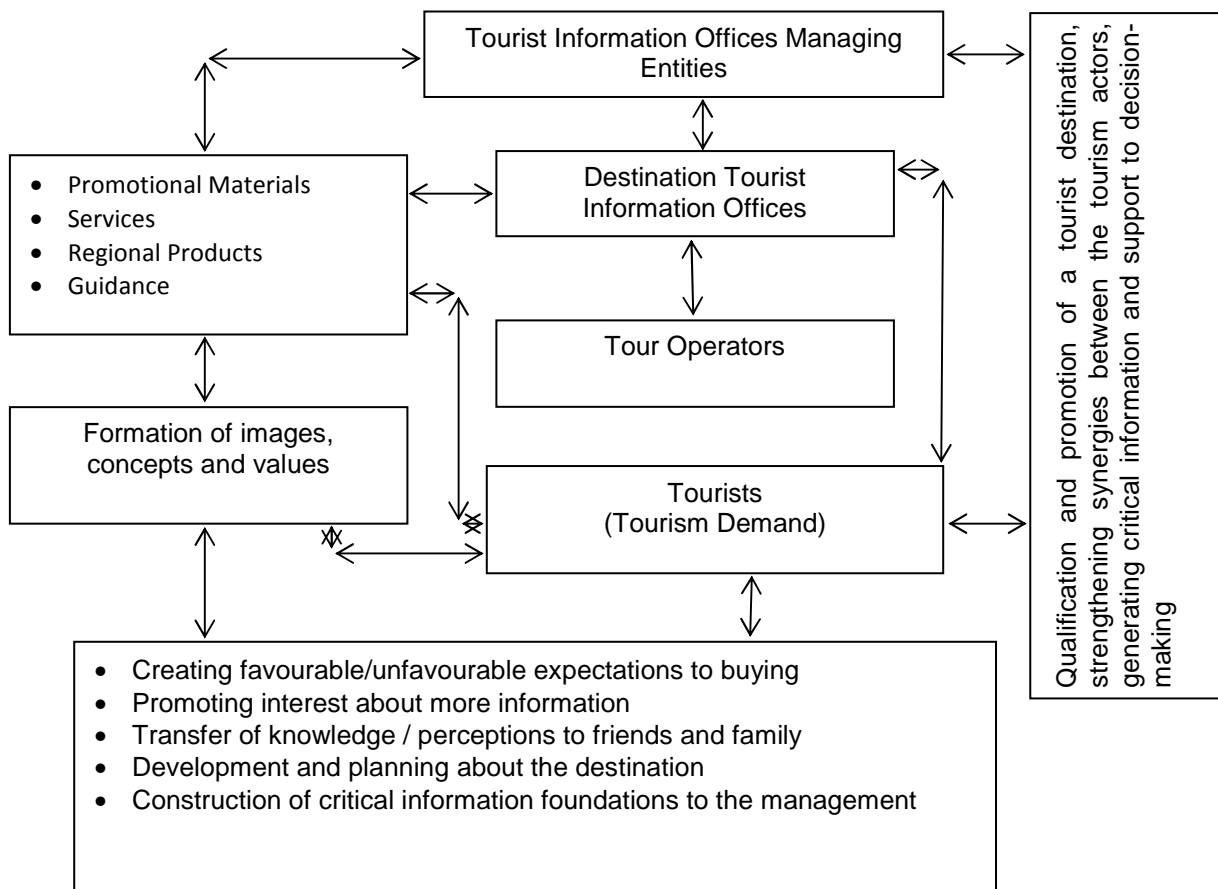 Tourist Information Offices Managing
Entities
• Promotional Materials
• Services
• Regional Products
• Guidance
Destination Tourist
Information Offices
Tour Operators
Formation of images,
concepts and values
Tourists
(Tourism Demand)
• Creating favourable/unfavourable expectations to buying
• Promoting interest about more information
• Transfer of knowledge / perceptions to friends and family
• Development and planning about the destination
• Construction of critical information foundations to the management
Qualification and promotion of a tourist destination,
strengthening synergies between the tourism actors,
generating critical information and support to decision-
making